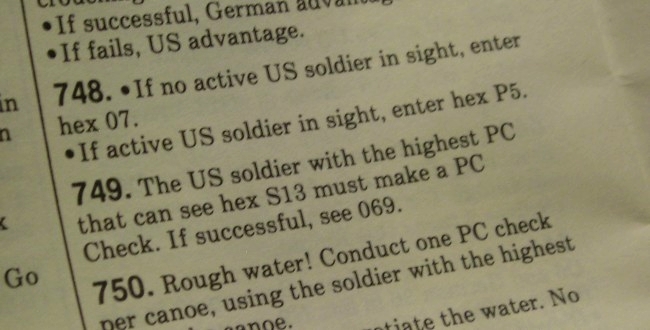 • If successful, German
• If fails, US advantage.
748. • If no active US soldier in sight, enter
hex 07.
• If active US soldier in sight, enter hex P5.
749. The US soldier with the highest PC
that can see hex S13 must make a PC
Check. If successful, see 069.
750. Rough water! Conduct one PC check
per canoe, using the soldier with the highest
canoe.
the water. No
in
n
Go